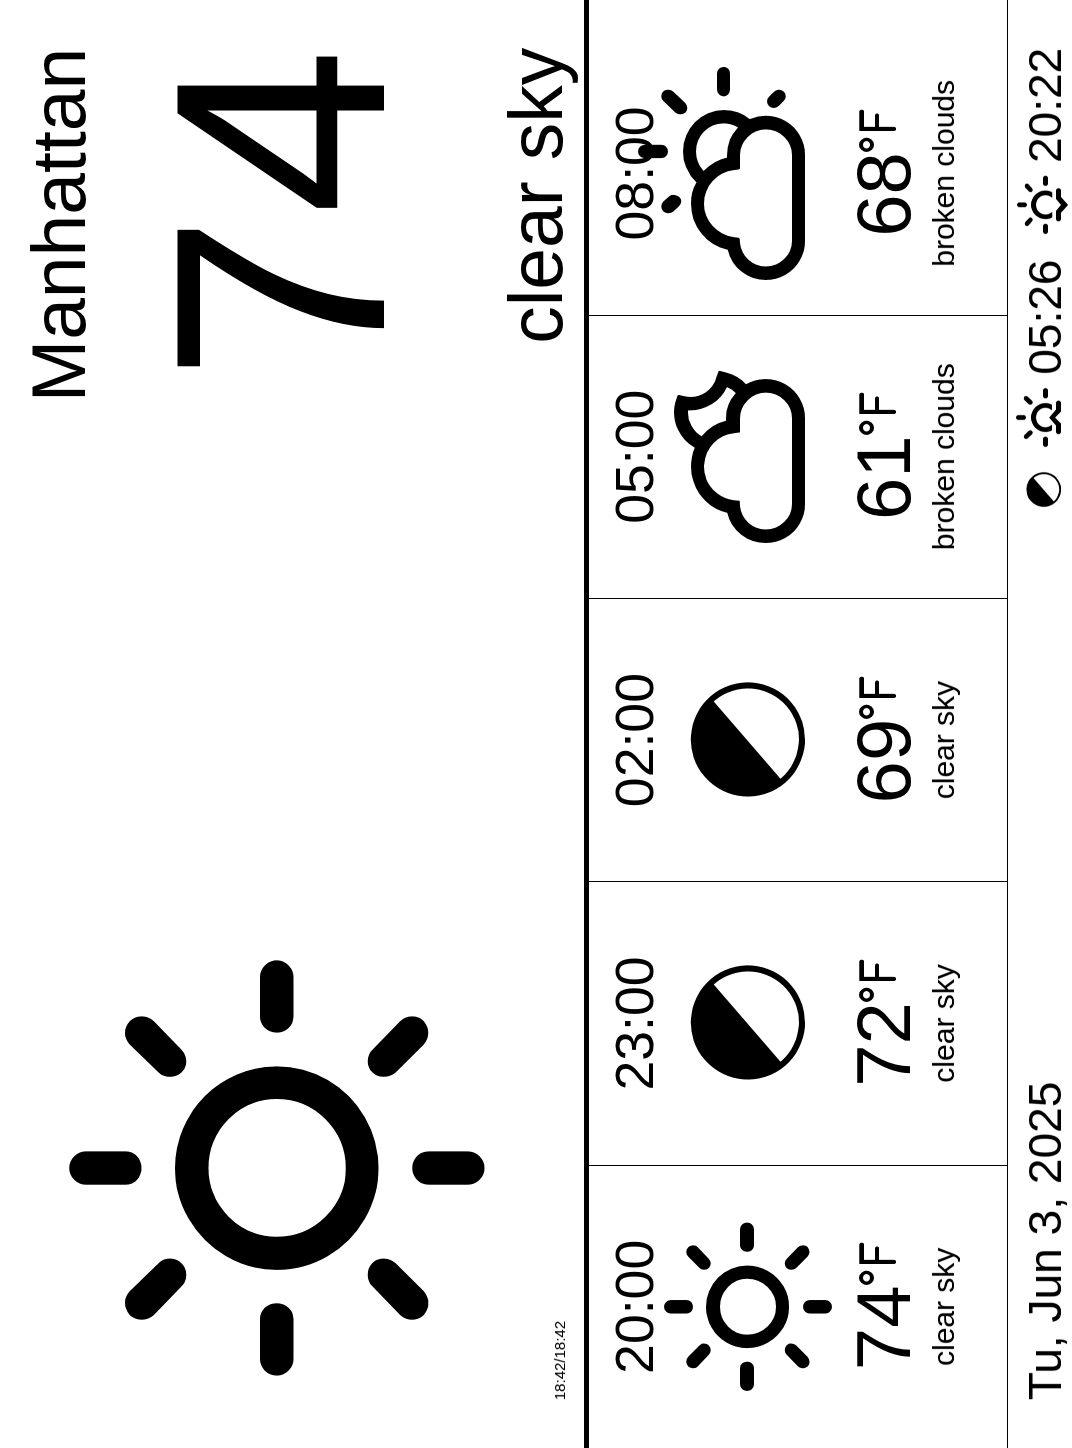 Manhattan
74
clear sky
18:42/18:42
20:00 23:00 02:00 05:00 08:00
74°F 72°F 69°F 61°F 68°F
clear sky clear sky clear sky broken clouds broken clouds
Tu, Jun 3, 2025 05:26 20:22